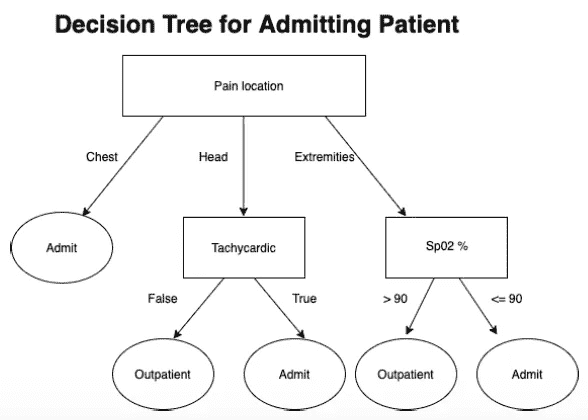 Decision Tree for Admitting Patient
Pain location
Chest
Head
Extremities
Admit
Tachycardic
Sp02 %
False
True
> 90
<= 90
Outpatient
Admit
Outpatient
Admit